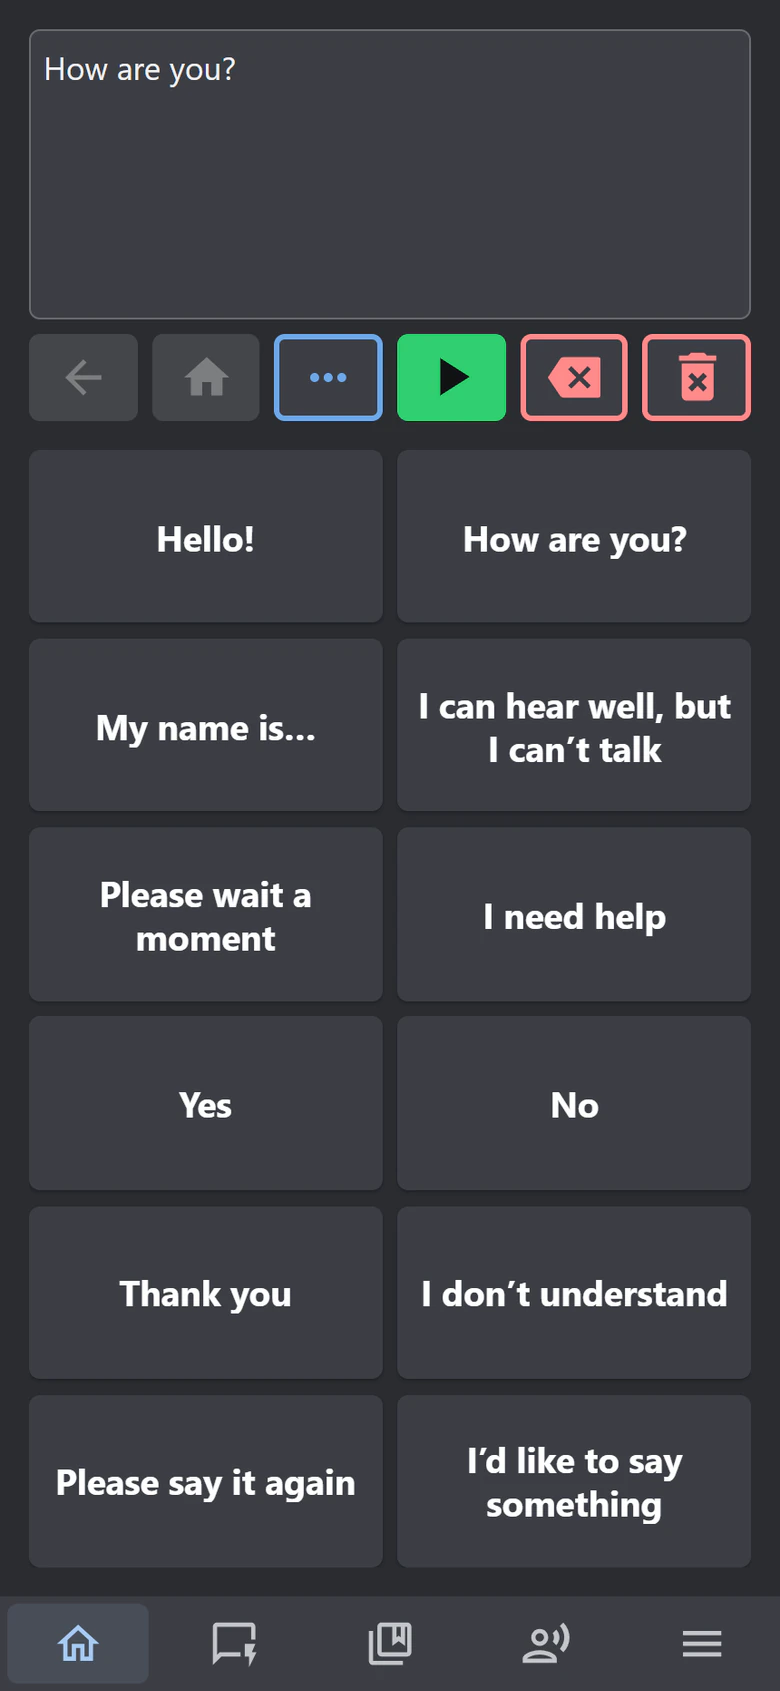 How are you?
Hello!
How are you?
My name is...
I can hear well, but
I can’t talk
Please wait a
moment
I need help
Yes
No
Thank you
I don’t understand
Please say it again
I’d like to say
something